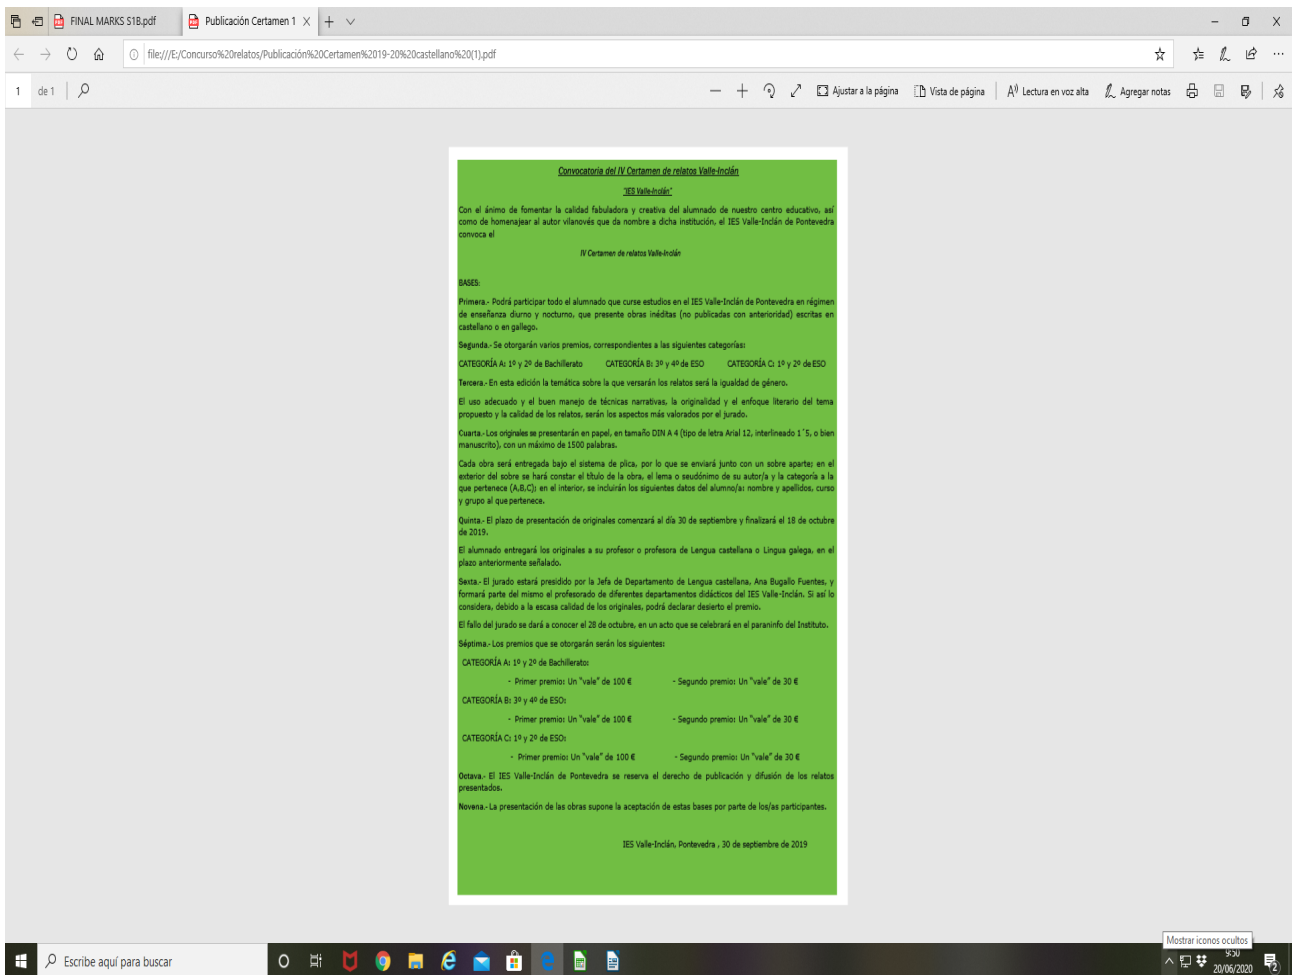 FINAL MARKS S1B.pdf
Publicación Certamen 1
file:///E:/Concurso%20relatos/Publicación%20Certamen%2019-20%20castellano%20(1).pdf
1 de 1
Ajustar a la página
Vista de página
Lectura en voz alta
Agregar notas
Convocatoria del IV Certamen de relatos Valle-Inclán
"IES Valle-Inclán"
Con el ánimo de fomentar la calidad fabuladora y creativa del alumnado de nuestro centro educativo, así
como de homenajear al autor vilanovés que da nombre a dicha institución, el IES Valle-Inclán de Pontevedra
convoca el
IV Certamen de relatos Valle-Inclán
BASES:
Primera.- Podrá participar todo el alumnado que curse estudios en el IES Valle-Inclán de Pontevedra en régimen
de enseñanza diurno y nocturno, que presente obras inéditas (no publicadas con anterioridad) escritas en
castellano o en gallego.
Segunda.- Se otorgarán varios premios, correspondientes a las siguientes categorías:
CATEGORÍA A: 1º y 2º de Bachillerato CATEGORÍA B: 3º y 4º de ESO CATEGORÍA C: 1º y 2º de ESO
Tercera.- En esta edición la temática sobre la que versarán los relatos será la igualdad de género.
El uso adecuado y el buen manejo de técnicas narrativas, la originalidad y el enfoque literario del tema
propuesto y la calidad de los relatos, serán los aspectos más valorados por el jurado.
Cuarta.- Los originales se presentarán en papel, en tamaño DIN A 4 (tipo de letra Arial 12, interlineado 1´5, o bien
manuscrito), con un máximo de 1500 palabras.
Cada obra será entregada bajo el sistema de plica, por lo que se enviará junto con un sobre aparte; en el
exterior del sobre se hará constar el título de la obra, el lema o seudónimo de su autor/a y la categoría a la
que pertenece (A,B,C); en el interior, se incluirán los siguientes datos del alumno/a: nombre y apellidos, curso
y grupo al que pertenece.
Quinta.- El plazo de presentación de originales comenzará al día 30 de septiembre y finalizará el 18 de octubre
de 2019.
El alumnado entregará los originales a su profesor o profesora de Lengua castellana o Lingua galega, en el
plazo anteriormente señalado.
Sexta.- El jurado estará presidido por la Jefa de Departamento de Lengua castellana, Ana Bugallo Fuentes, y
formará parte del mismo el profesorado de diferentes departamentos didácticos del IES Valle-Inclán. Si así lo
considera, debido a la escasa calidad de los originales, podrá declarar desierto el premio.
El fallo del jurado se dará a conocer el 28 de octubre, en un acto que se celebrará en el paraninfo del Instituto.
Séptima.- Los premios que se otorgarán serán los siguientes:
CATEGORÍA A: 1º y 2º de Bachillerato:
- Primer premio: Un "vale" de 100 € - Segundo premio: Un "vale" de 30 €
CATEGORÍA B: 3º y 4º de ESO:
- Primer premio: Un "vale" de 100 € - Segundo premio: Un "vale" de 30 €
CATEGORÍA C: 1º y 2º de ESO:
- Primer premio: Un "vale" de 100 € - Segundo premio: Un "vale" de 30 €
Octava.- El IES Valle-Inclán de Pontevedra se reserva el derecho de publicación y difusión de los relatos
presentados.
Novena.- La presentación de las obras supone la aceptación de estas bases por parte de los/as participantes.
IES Valle-Inclán, Pontevedra , 30 de septiembre de 2019
Mostrar iconos ocultos
Escribe aquí para buscar
9:50
20/06/2020